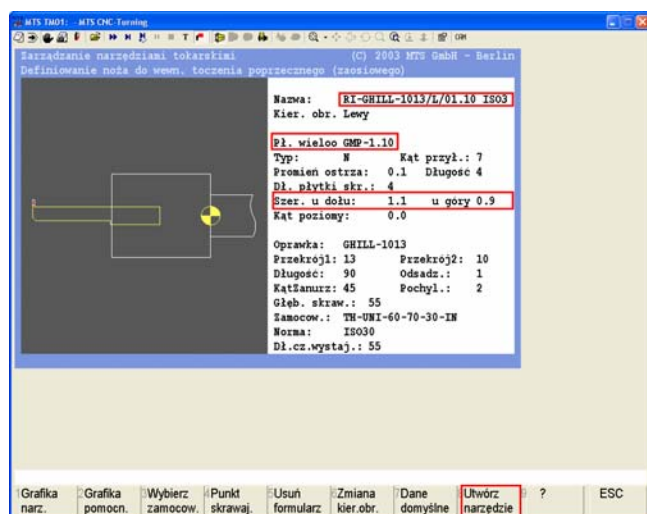 MTS TM01: - MTS CNC-Turning
Zarządzanie narzędziami tokarskimi (C) 2003 MTS GmbH - Berlin
Definiowanie noża do wewn. toczenia poprzecznego (zaosiowego)
Nazwa: RI-GHILL-1013/L/01.10 ISO3
Kier. obr. Lewy
Pł. wieloo GMP-1.10
Typ: N Kąt przył.: 7
Promień ostrza: 0.1 Długość 4
Dł. płytki skr.: 4
Szer. u dołu: 1.1 u góry 0.9
Kąt poziomy: 0.0
Oprawka: GHILL-1013
Przekrój1: 13 Przekrój2: 10
Długość: 90 Odsadz.: 1
KątZanurz: 45 Pochyl.: 2
Głęb. skraw.: 55
Zamocow.: TH-UNI-60-70-30-IN
Norma: ISO30
Dł.cz.wystaj.: 55
1 Grafika narz. 2 Grafika pomocn. 3 Wybierz zamocow. 4 Punkt skrawaj. 5 Usuń formularz 6 Zmiana kier.obr. 7 Dane domyślne Utwórz narzędzie 9 ? ESC